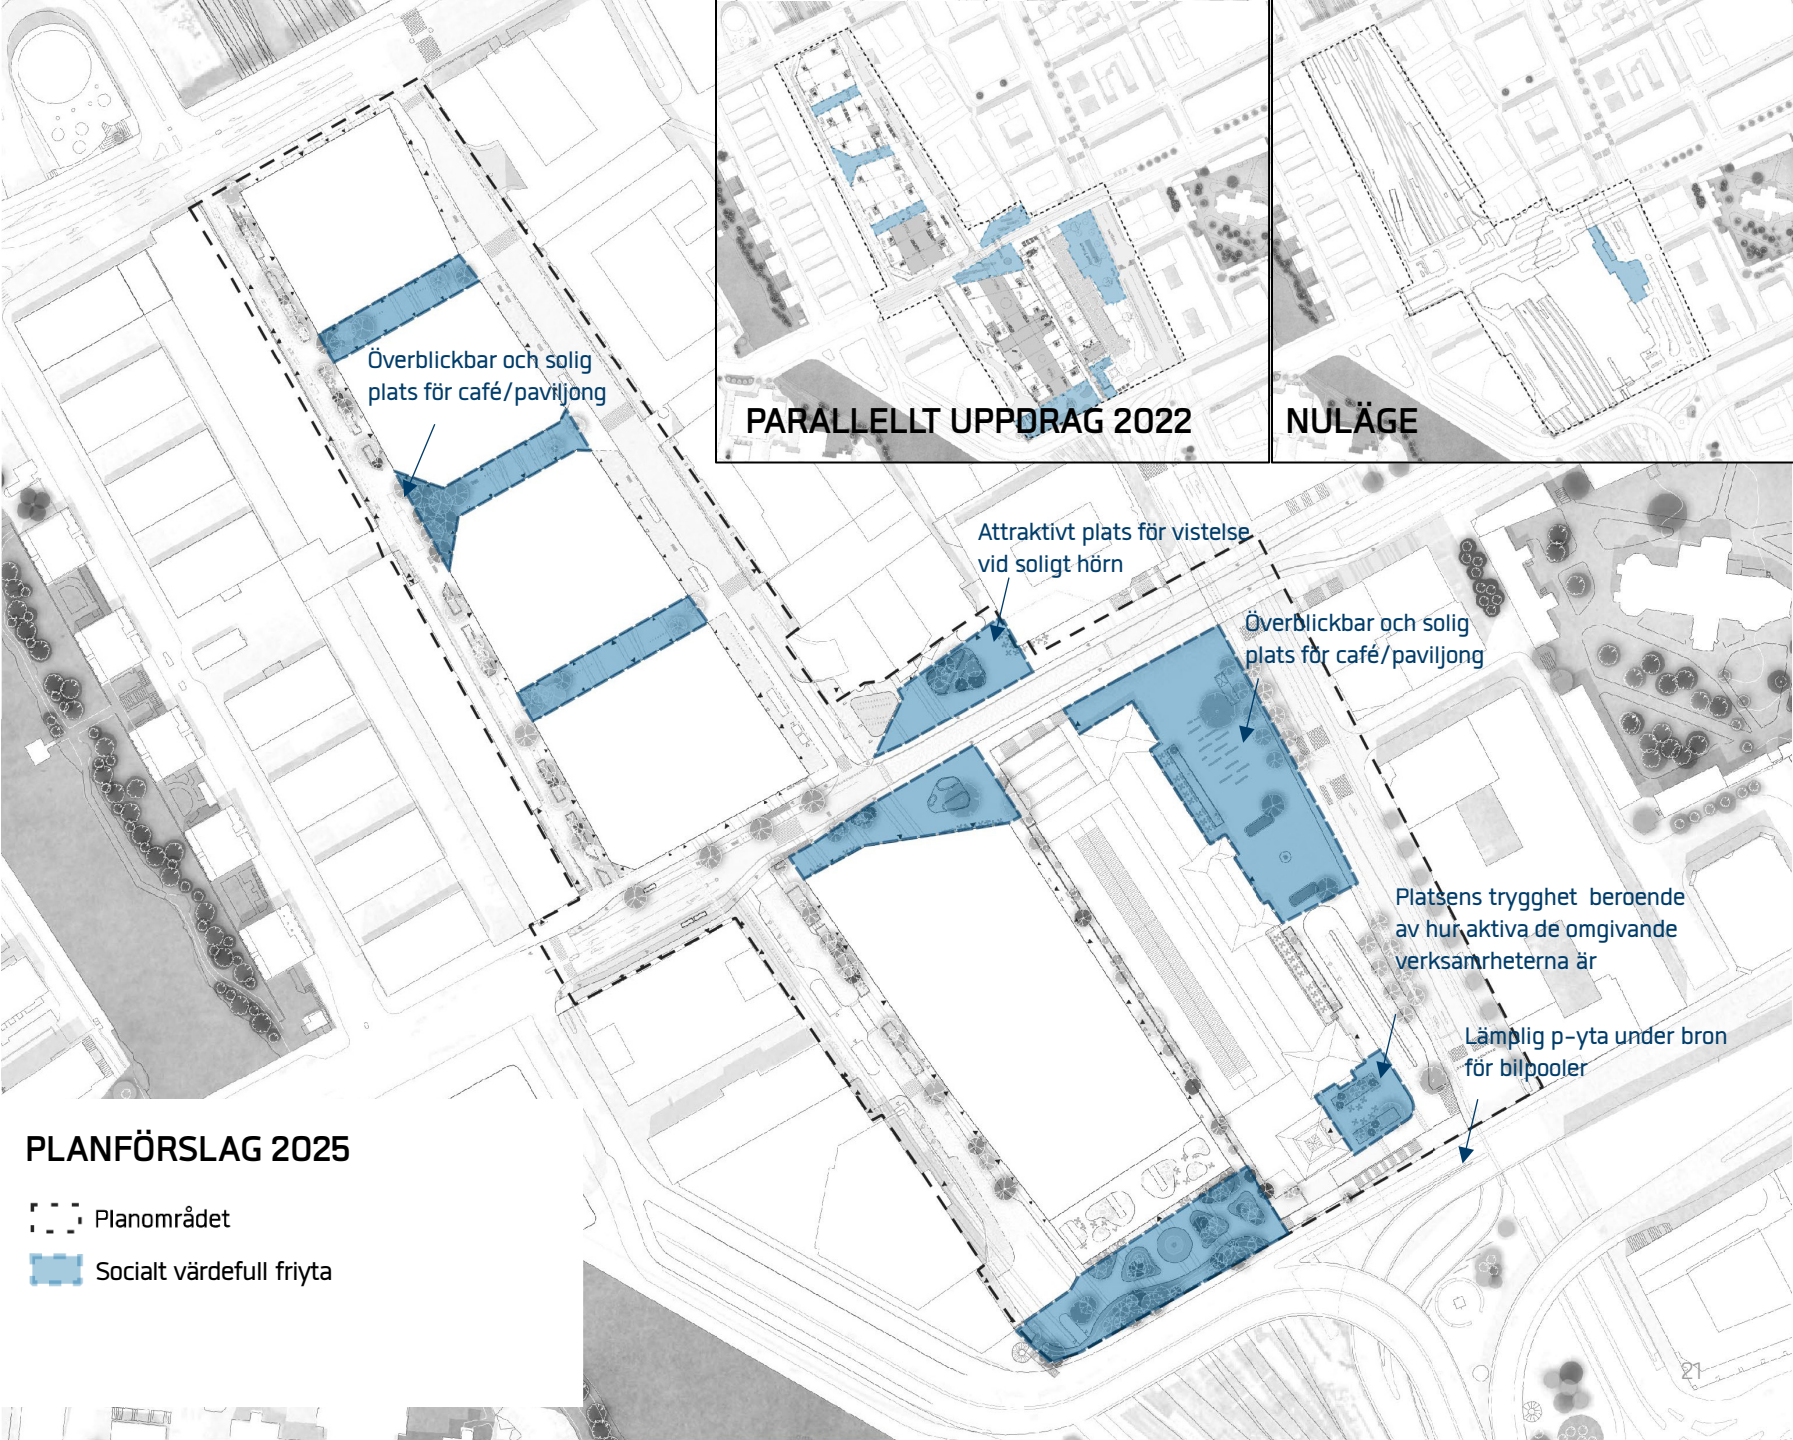 PARALLELLT UPPDRAG 2022
NULÄGE
Överblickbar och solig
plats för café/paviljong
Attraktivt plats för vistelse
vid soligt hörn
Överblickbar och solig
plats för café/paviljong
Platsens trygghet beroende
av hur aktiva de omgivande
verksamrheterna är
Lämplig p-yta under bron
för bilpooler
PLANFÖRSLAG 2025
Planområdet
Socialt värdefull friyta
21